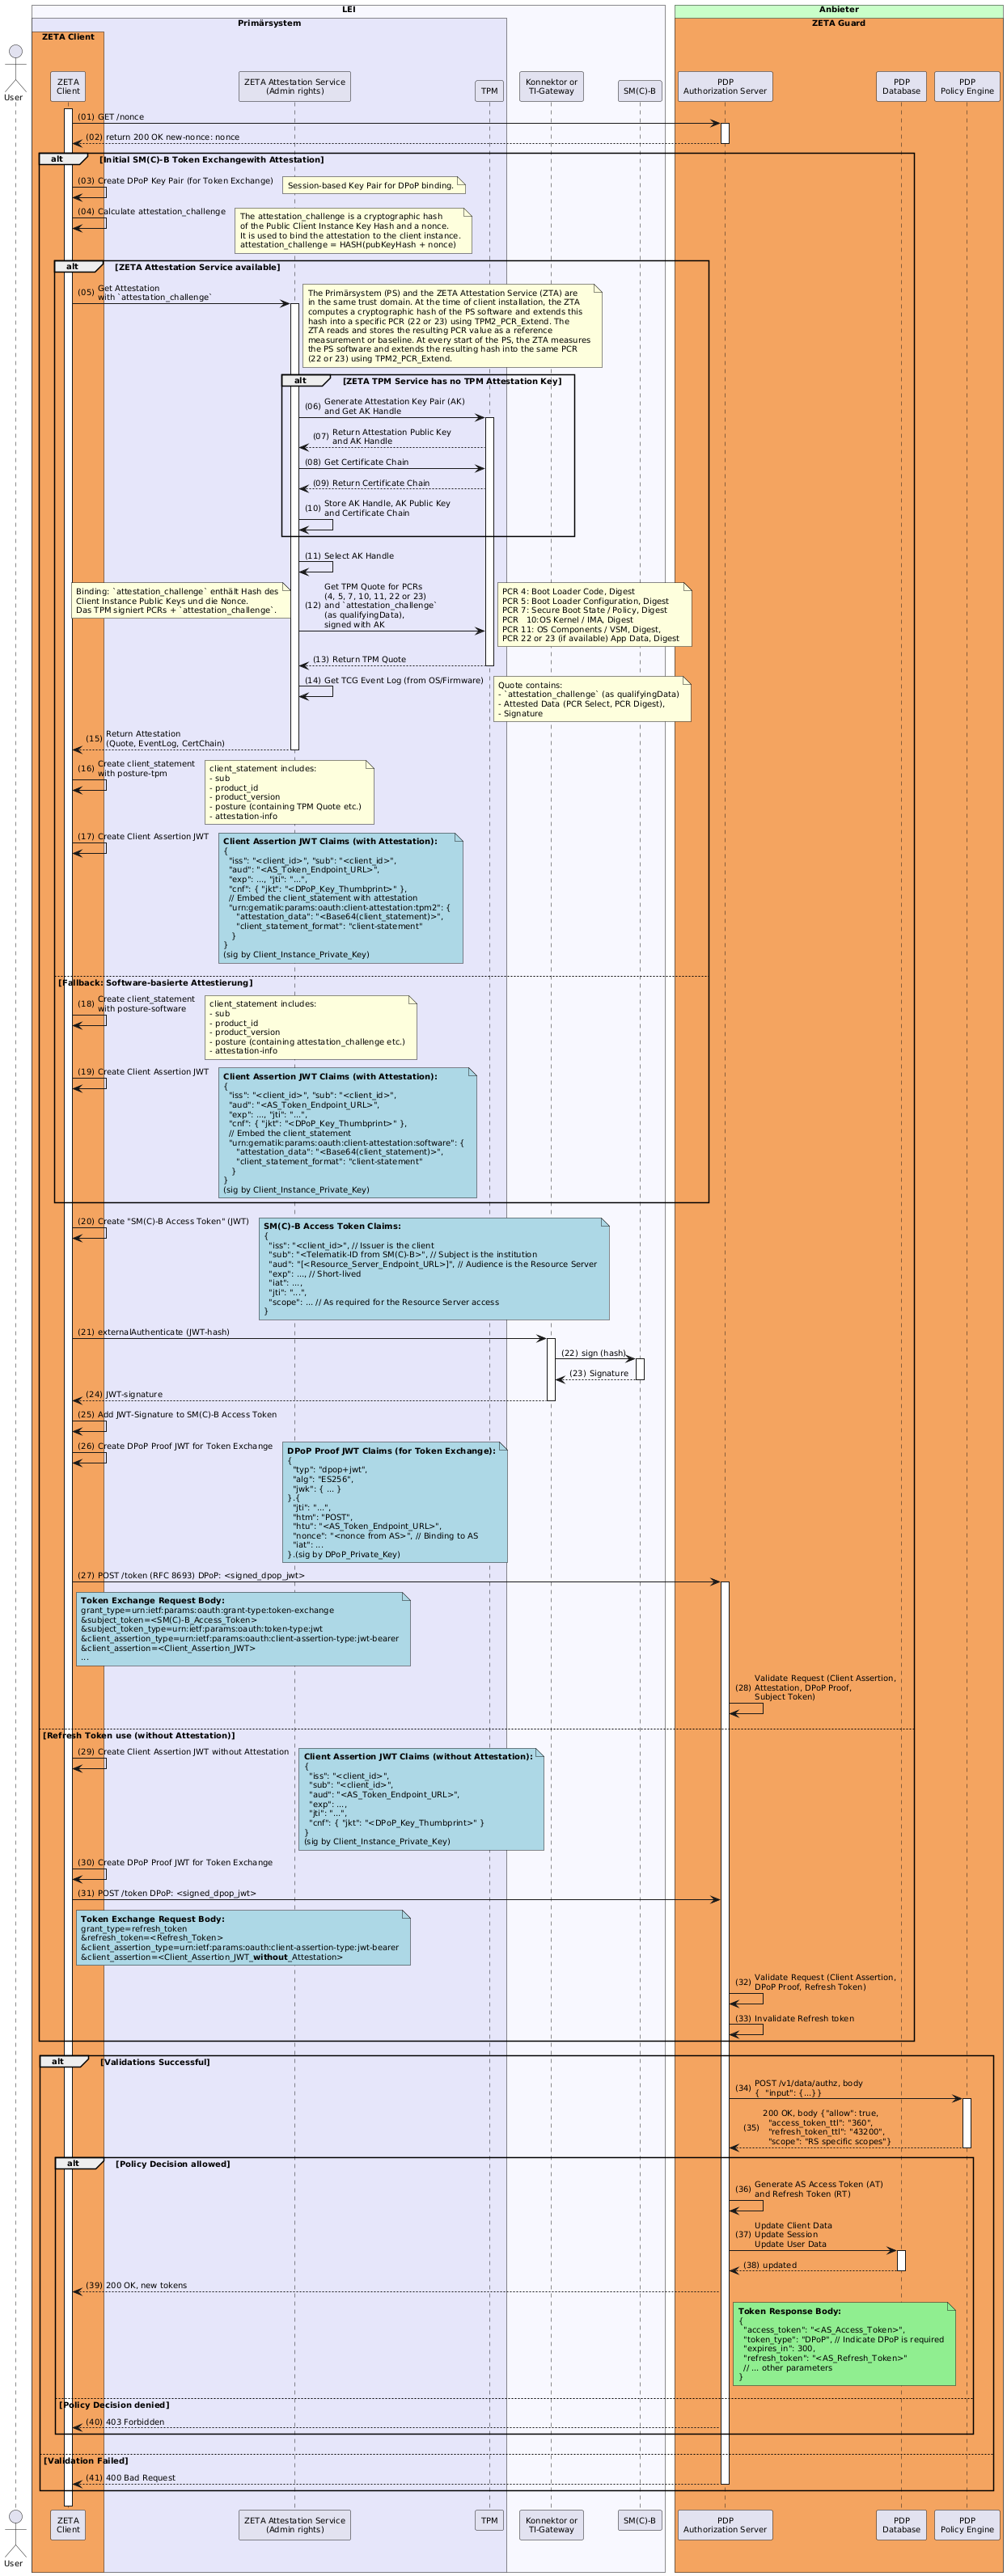 LEI
Anbieter
Primärsystem
ZETA Guard
ZETA Client
User
ZETA
Client
ZETA Attestation Service
(Admin rights)
TPM
Konnektor or
TI-Gateway
SM(C)-B
PDP
Authorization Server
PDP
Database
PDP
Policy Engine
(01) GET /nonce
(02) return 200 OK new-nonce: nonce
alt [Initial SM(C)-B Token Exchangewith Attestation]
(03) Create DPoP Key Pair (for Token Exchange)
Session-based Key Pair for DPoP binding.
(04) Calculate attestation_challenge
The attestation_challenge is a cryptographic hash
of the Public Client Instance Key Hash and a nonce.
It is used to bind the attestation to the client instance.
attestation_challenge = HASH(pubKeyHash + nonce)
alt [ZETA Attestation Service available]
(05) Get Attestation
with `attestation_challenge`
The Primärsystem (PS) and the ZETA Attestation Service (ZTA) are
in the same trust domain. At the time of client installation, the ZTA
computes a cryptographic hash of the PS software and extends this
hash into a specific PCR (22 or 23) using TPM2_PCR_Extend. The
ZTA reads and stores the resulting PCR value as a reference
measurement or baseline. At every start of the PS, the ZTA measures
the PS software and extends the resulting hash into the same PCR
(22 or 23) using TPM2_PCR_Extend.
alt [ZETA TPM Service has no TPM Attestation Key]
(06) Generate Attestation Key Pair (AK)
and Get AK Handle
(07) Return Attestation Public Key
and AK Handle
(08) Get Certificate Chain
(09) Return Certificate Chain
(10) Store AK Handle, AK Public Key
and Certificate Chain
(11) Select AK Handle
Binding: `attestation_challenge` enthält Hash des
Client Instance Public Keys und die Nonce.
Das TPM signiert PCRs + `attestation_challenge`.
Get TPM Quote for PCRs
(4, 5, 7, 10, 11, 22 or 23)
(12) and `attestation_challenge`
(as qualifyingData),
signed with AK
PCR 4: Boot Loader Code, Digest
PCR 5: Boot Loader Configuration, Digest
PCR 7: Secure Boot State / Policy, Digest
PCR   10:OS Kernel / IMA, Digest
PCR 11: OS Components / VSM, Digest,
PCR 22 or 23 (if available) App Data, Digest
(13) Return TPM Quote
(14) Get TCG Event Log (from OS/Firmware)
Quote contains:
- `attestation_challenge` (as qualifyingData)
- Attested Data (PCR Select, PCR Digest),
- Signature
(15) Return Attestation
(Quote, EventLog, CertChain)
(16) Create client_statement
with posture-tpm
client_statement includes:
- sub
- product_id
- product_version
- posture (containing TPM Quote etc.)
- attestation-info
(17) Create Client Assertion JWT
Client Assertion JWT Claims (with Attestation):
{
"iss": "<client_id>", "sub": "<client_id>",
"aud": "<AS_Token_Endpoint_URL>",
"exp": ..., "jti": "...",
"cnf": { "jkt": "<DPoP_Key_Thumbprint>" },
// Embed the client_statement with attestation
"urn:gematik:params:oauth:client-attestation:tpm2": {
"attestation_data": "<Base64(client_statement)>",
"client_statement_format": "client-statement"
}
}
(sig by Client_Instance_Private_Key)
[Fallback: Software-basierte Attestierung]
(18) Create client_statement
with posture-software
client_statement includes:
- sub
- product_id
- product_version
- posture (containing attestation_challenge etc.)
- attestation-info
(19) Create Client Assertion JWT
Client Assertion JWT Claims (with Attestation):
{
"iss": "<client_id>", "sub": "<client_id>",
"aud": "<AS_Token_Endpoint_URL>",
"exp": ..., "jti": "...",
"cnf": { "jkt": "<DPoP_Key_Thumbprint>" },
// Embed the client_statement
"urn:gematik:params:oauth:client-attestation:software": {
"attestation_data": "<Base64(client_statement)>",
"client_statement_format": "client-statement"
}
}
(sig by Client_Instance_Private_Key)
(20) Create "SM(C)-B Access Token" (JWT)
SM(C)-B Access Token Claims:
{
"iss": "<client_id>", // Issuer is the client
"sub": "<Telematik-ID from SM(C)-B>", // Subject is the institution
"aud": "[<Resource_Server_Endpoint_URL>]", // Audience is the Resource Server
"exp": ..., // Short-lived
"iat": ...,
"jti": "...",
"scope": ... // As required for the Resource Server access
}
(21) externalAuthenticate (JWT-hash)
(22) sign (hash)
(23) Signature
(24) JWT-signature
(25) Add JWT-Signature to SM(C)-B Access Token
(26) Create DPoP Proof JWT for Token Exchange
DPoP Proof JWT Claims (for Token Exchange):
{
"typ": "dpop+jwt",
"alg": "ES256",
"jwk": { ... }
}.{
"jti": "...",
"htm": "POST",
"htu": "<AS_Token_Endpoint_URL>",
"nonce": "<nonce from AS>", // Binding to AS
"iat": ...
}.(sig by DPoP_Private_Key)
(27) POST /token (RFC 8693) DPoP: <signed_dpop_jwt>
Token Exchange Request Body:
grant_type=urn:ietf:params:oauth:grant-type:token-exchange
&subject_token=<SM(C)-B_Access_Token>
&subject_token_type=urn:ietf:params:oauth:token-type:jwt
&client_assertion_type=urn:ietf:params:oauth:client-assertion-type:jwt-bearer
&client_assertion=<Client_Assertion_JWT>
...
Validate Request (Client Assertion,
(28) Attestation, DPoP Proof,
Subject Token)
[Refresh Token use (without Attestation)]
(29) Create Client Assertion JWT without Attestation
Client Assertion JWT Claims (without Attestation):
{
"iss": "<client_id>",
"sub": "<client_id>",
"aud": "<AS_Token_Endpoint_URL>",
"exp": ...,
"jti": "...",
"cnf": { "jkt": "<DPoP_Key_Thumbprint>" }
}
(sig by Client_Instance_Private_Key)
(30) Create DPoP Proof JWT for Token Exchange
(31) POST /token DPoP: <signed_dpop_jwt>
Token Exchange Request Body:
grant_type=refresh_token
&refresh_token=<Refresh_Token>
&client_assertion_type=urn:ietf:params:oauth:client-assertion-type:jwt-bearer
&client_assertion=<Client_Assertion_JWT_without_Attestation>
(32) Validate Request (Client Assertion,
DPoP Proof, Refresh Token)
(33) Invalidate Refresh token
alt [Validations Successful]
(34) POST /v1/data/authz, body
{  "input": {...}}
200 OK, body {"allow": true,
(35) "access_token_ttl": "360",
"refresh_token_ttl": "43200",
"scope": "RS specific scopes"}
alt [Policy Decision allowed]
(36) Generate AS Access Token (AT)
and Refresh Token (RT)
Update Client Data
(37) Update Session
Update User Data
(38) updated
(39) 200 OK, new tokens
Token Response Body:
{
"access_token": "<AS_Access_Token>",
"token_type": "DPoP", // Indicate DPoP is required
"expires_in": 300,
"refresh_token": "<AS_Refresh_Token>"
// ... other parameters
}
[Policy Decision denied]
(40) 403 Forbidden
[Validation Failed]
(41) 400 Bad Request
User
ZETA
Client
ZETA Attestation Service
(Admin rights)
TPM
Konnektor or
TI-Gateway
SM(C)-B
PDP
Authorization Server
PDP
Database
PDP
Policy Engine